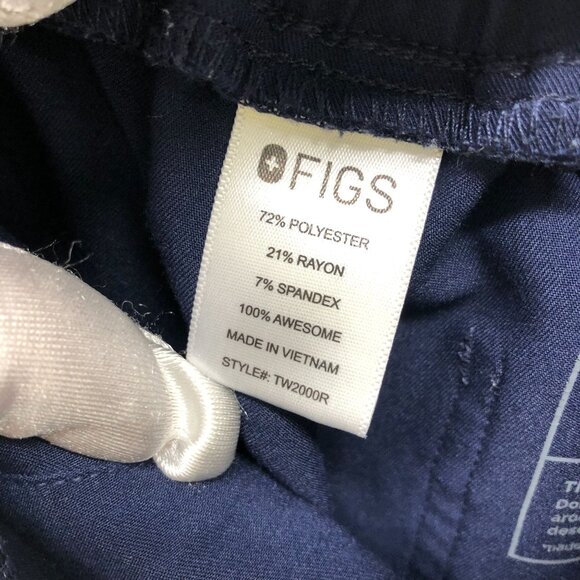 FIGS
72% POLYESTER
21% RAYON
7% SPANDEX
100% AWESOME
MADE IN VIETNAM
STYLE#: TW2000R